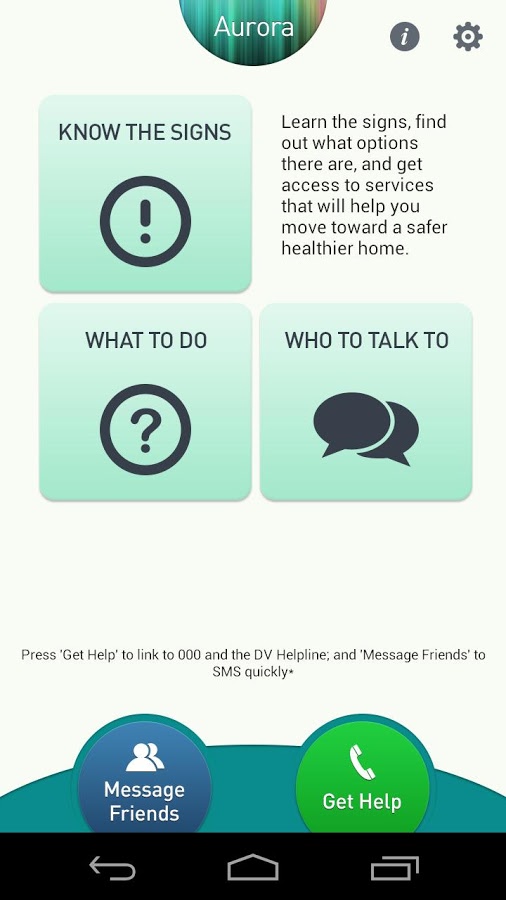 Aurora
i
KNOW THE SIGNS
!
Learn the signs, find
out what options
there are, and get
access to services
that will help you
move toward a safer
healthier home.
WHAT TO DO
?
WHO TO TALK TO
Press 'Get Help' to link to 000 and the DV Helpline; and 'Message Friends' to
SMS quickly*
Message
Friends
Get Help